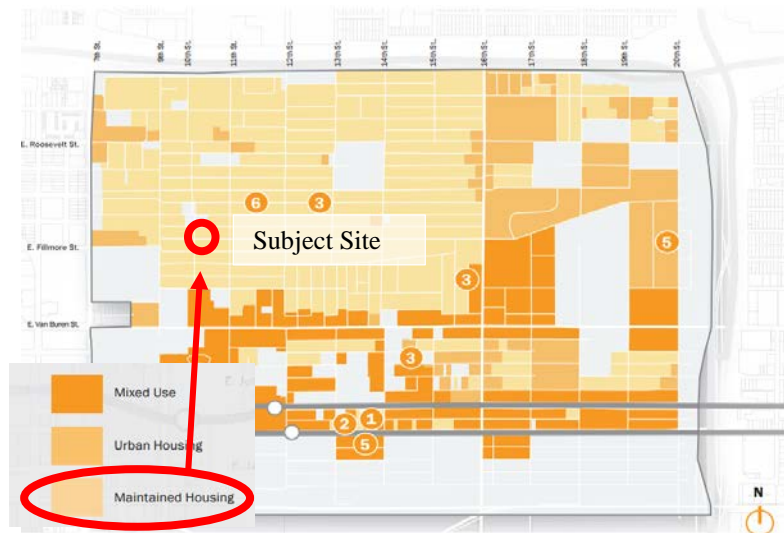 7th St.
9th St.
10th St.
11th St.
12th St.
13th St.
14th St.
15th St.
16th St.
17th St.
18th St.
19th St.
20th St.
E. Roosevelt St.
6
3
Subject Site
5
E. Fillmore St.
3
E. Van Buren St.
3
Mixed Use
1
2
Urban Housing
5
Maintained Housing
N